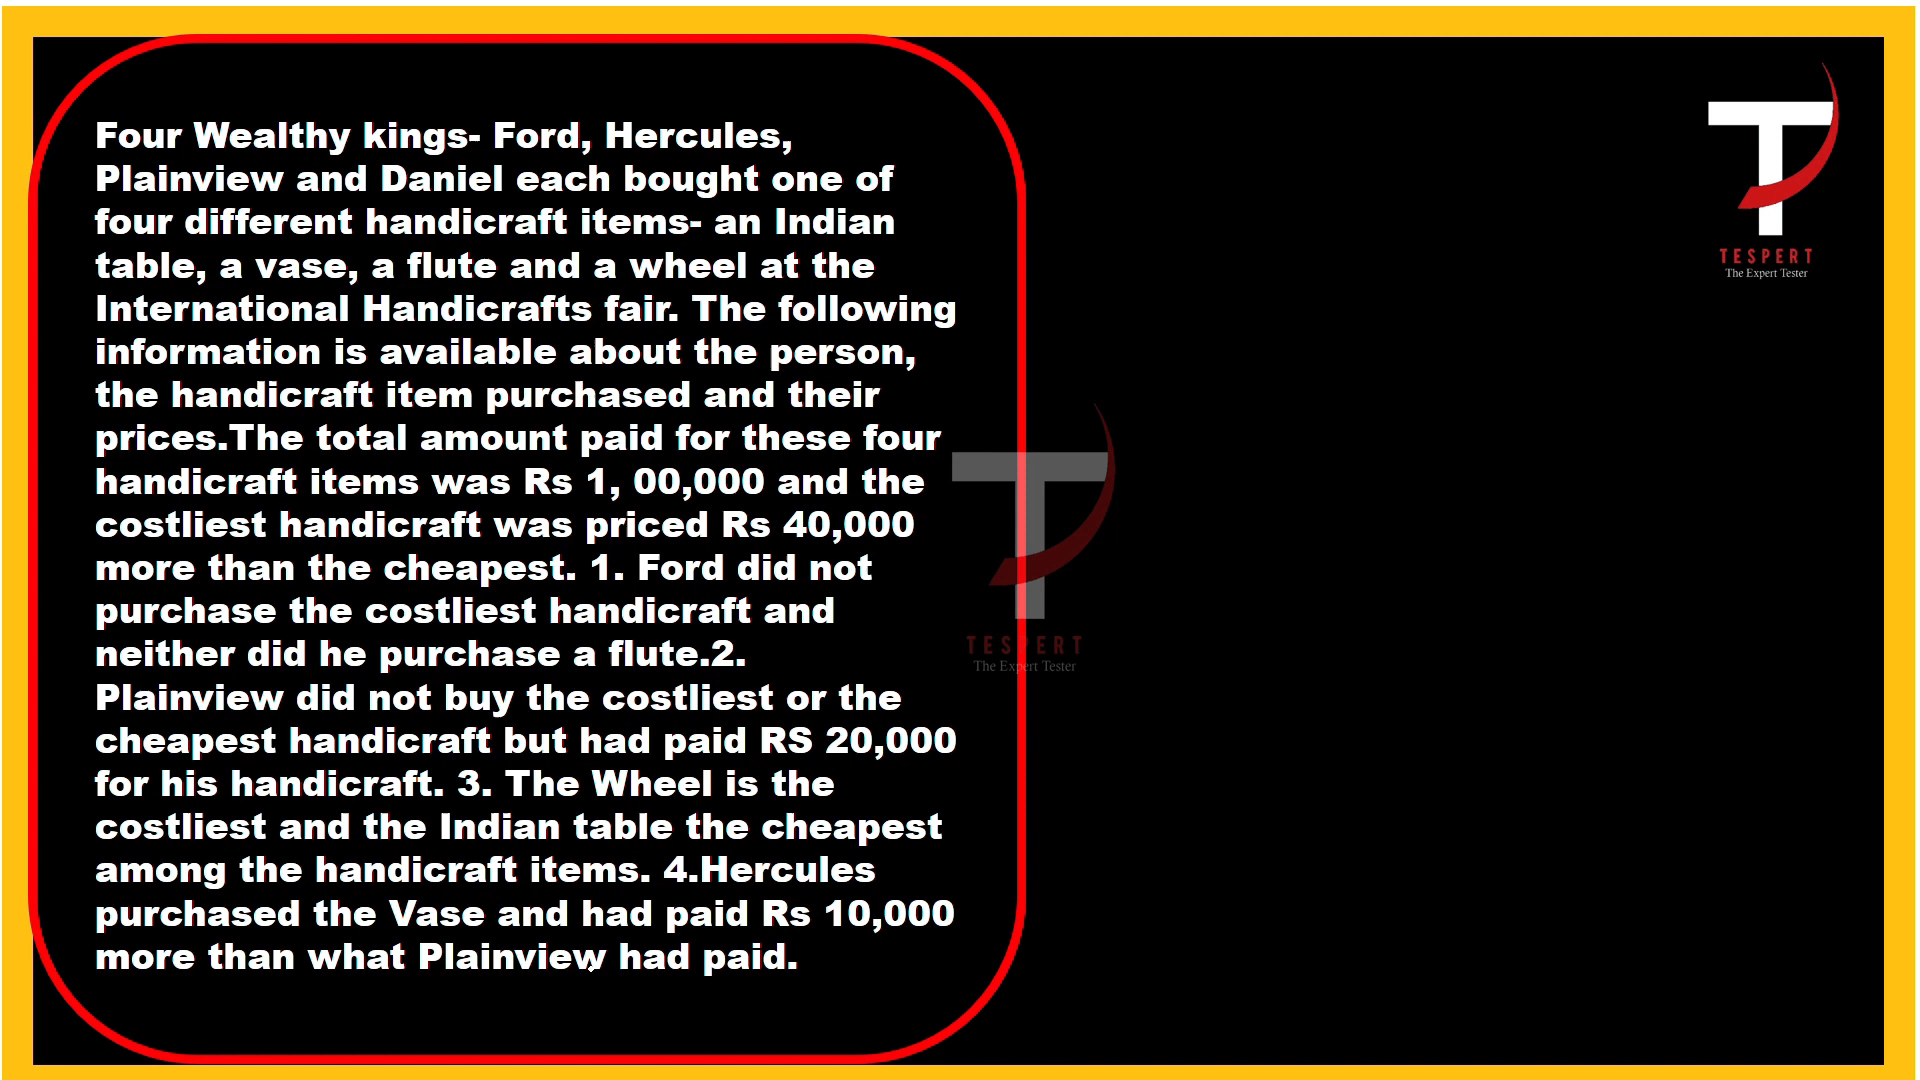 Four Wealthy kings- Ford, Hercules,
Plainview and Daniel each bought one of
four different handicraft items- an Indian
table, a vase, a flute and a wheel at the
International Handicrafts fair. The following
information is available about the person,
the handicraft item purchased and their
prices.The total amount paid for these four
handicraft items was Rs 1, 00,000 and the
costliest handicraft was priced Rs 40,000
more than the cheapest. 1. Ford did not
purchase the costliest handicraft and
neither did he purchase a flute.2.
Plainview did not buy the costliest or the
cheapest handicraft but had paid RS 20,000
for his handicraft. 3. The Wheel is the
costliest and the Indian table the cheapest
among the handicraft items. 4.Hercules
purchased the Vase and had paid Rs 10,000
more than what Plainview had paid.
TESPERT
The Expert Tester
TESPERT
The Expert Tester